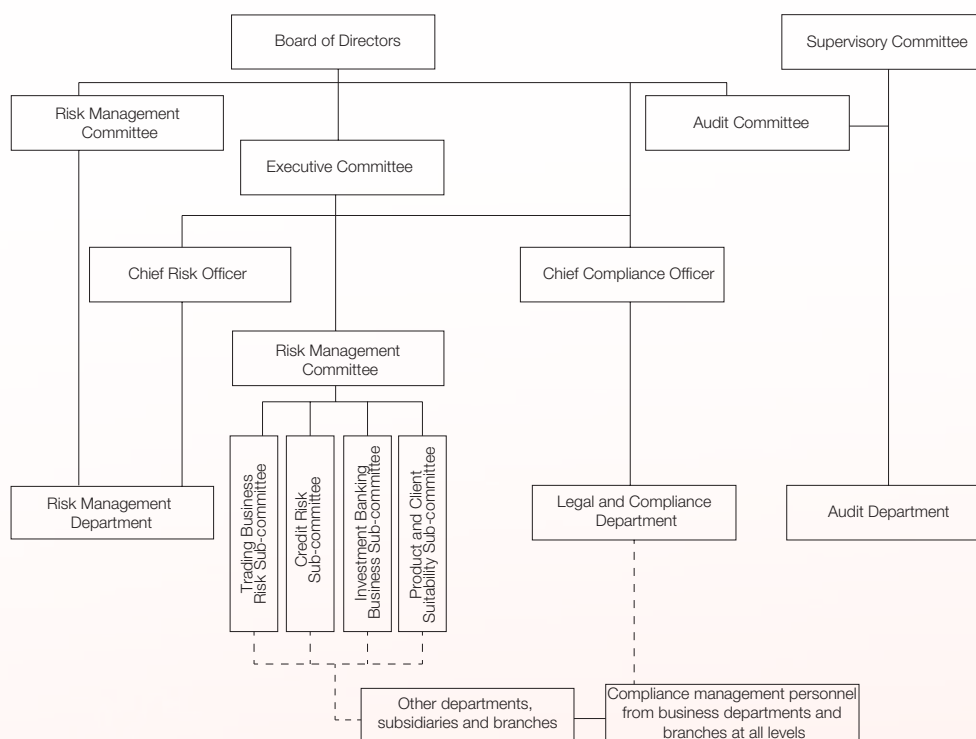 Board of Directors
Supervisory Committee
Risk Management
Committee
Audit Committee
Executive Committee
Chief Risk Officer
Chief Compliance Officer
Risk Management
Committee
Trading Business
Risk Sub-committee
Credit Risk
Sub-committee
Investment Banking
Business Sub-committee
Product and Client
Suitability Sub-committee
Risk Management
Department
Legal and Compliance
Department
Audit Department
Other departments,
subsidiaries and branches
Compliance management personnel
from business departments and
branches at all levels